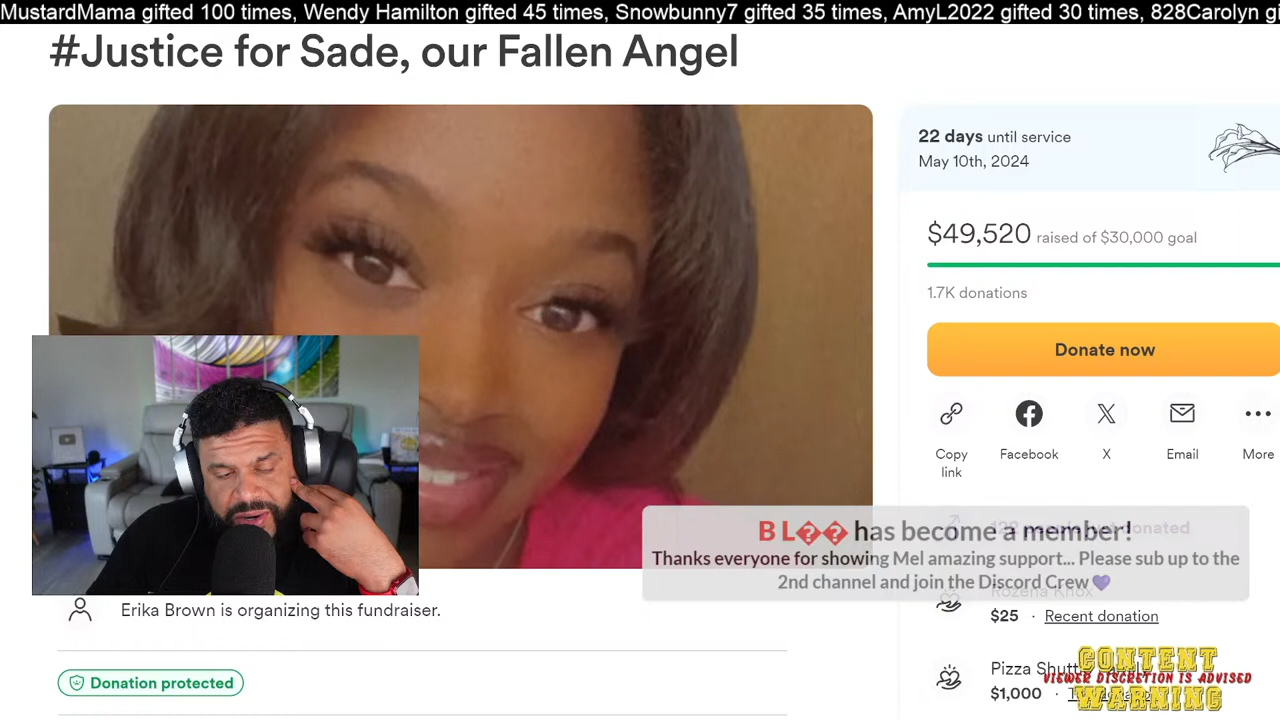 MustardMama gifted 100 times, Wendy Hamilton gifted 45 times, Snowbunny7 gifted 35 times, AmyL2022 gifted 30 times, 828Carolyn gi
#Justice for Sade, our Fallen Angel
22 days until service
May 10th, 2024
$49,520 raised of $30,000 goal
1.7K donations
Donate now
Copy link
Facebook
X
Email
More
donated
B L�� has become a member!
Thanks everyone for showing Mel amazing support... Please sub up to the
2nd channel and join the Discord Crew💜
Rozena Knox
$25 · Recent donation
Erika Brown is organizing this fundraiser.
Pizza
$1,000 ·
CONTENT
VIEWER DISCRETION IS ADVISED
WARNING
Donation protected